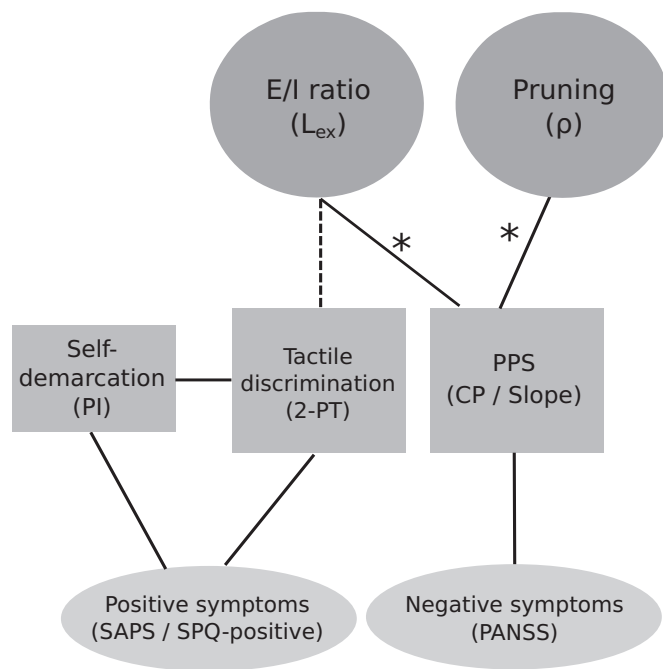 E/I ratio
(Lex)
Pruning
(ρ)
*
*
Self-
demarcation
(PI)
Tactile
discrimination
(2-PT)
PPS
(CP / Slope)
Positive symptoms
(SAPS / SPQ-positive)
Negative symptoms
(PANSS)